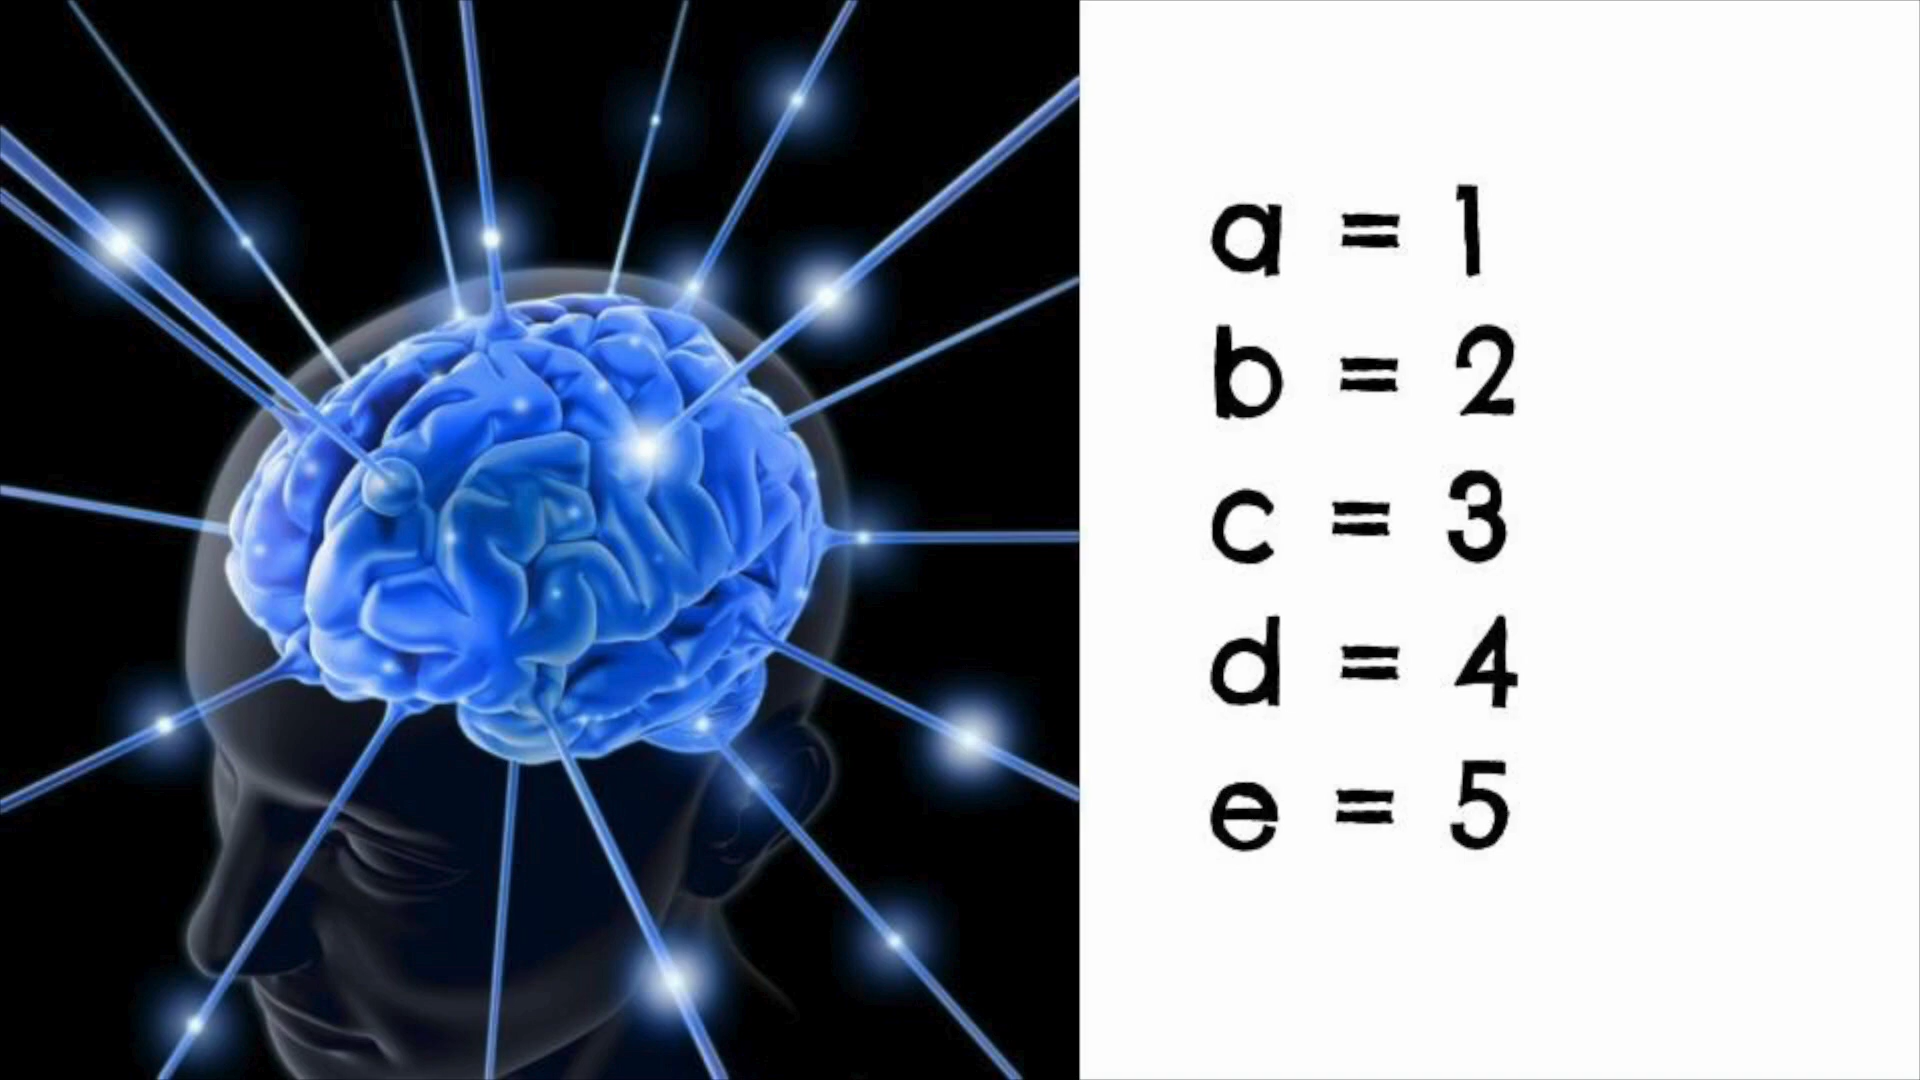 a = 1
b = 2
c = 3
d = 4
e = 5